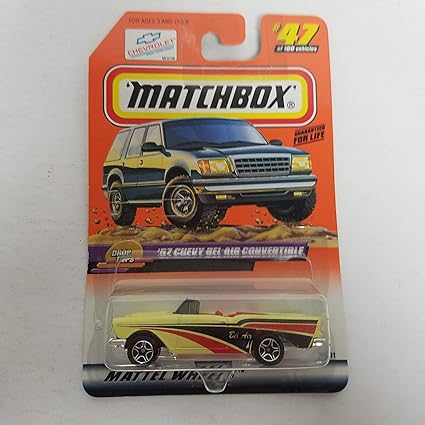 FOR AGES 3 AND OVER
CHEVROLET
#47
of 100 vehicles
MATCHBOX®
GUARANTEED
FOR LIFE
DROP
TOPS
'57 CHEVY BEL AIR CONVERTIBLE
Bel Air
MATTEL WHEELS™